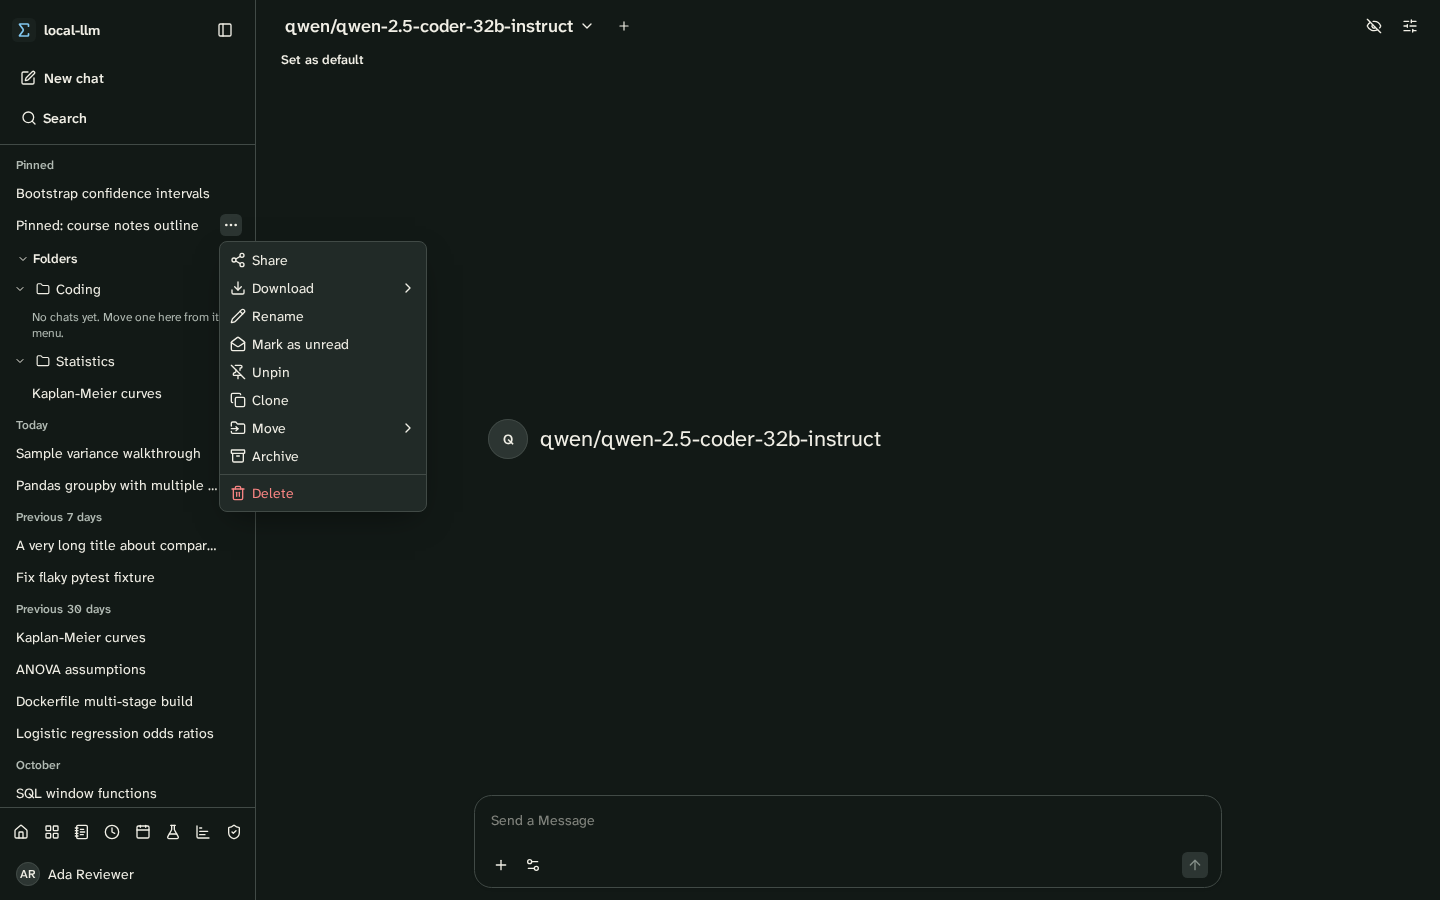 Σ local-llm
New chat
Search
Pinned
Bootstrap confidence intervals
Pinned: course notes outline
Folders
Coding
No chats yet. Move one here from it
menu.
Statistics
Kaplan-Meier curves
Today
Sample variance walkthrough
Pandas groupby with multiple ...
Previous 7 days
A very long title about compar...
Fix flaky pytest fixture
Previous 30 days
Kaplan-Meier curves
ANOVA assumptions
Dockerfile multi-stage build
Logistic regression odds ratios
October
SQL window functions
AR Ada Reviewer
Share
Download
Rename
Mark as unread
Unpin
Clone
Move
Archive
Delete
qwen/qwen-2.5-coder-32b-instruct
Set as default
Q qwen/qwen-2.5-coder-32b-instruct
Send a Message